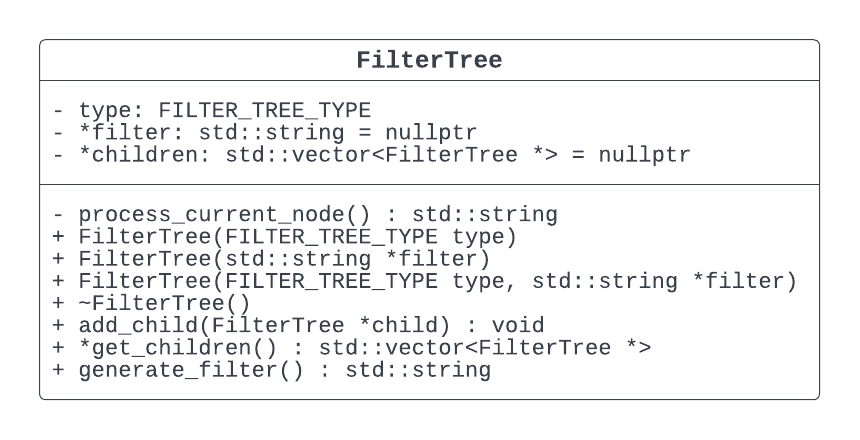 FilterTree
- type: FILTER_TREE_TYPE
- *filter: std::string = nullptr
- *children: std::vector<FilterTree *> = nullptr
- process_current_node() : std::string
+ FilterTree(FILTER_TREE_TYPE type)
+ FilterTree(std::string *filter)
+ FilterTree(FILTER_TREE_TYPE type, std::string *filter)
+ ~FilterTree()
+ add_child(FilterTree *child) : void
+ *get_children() : std::vector<FilterTree *>
+ generate_filter() : std::string